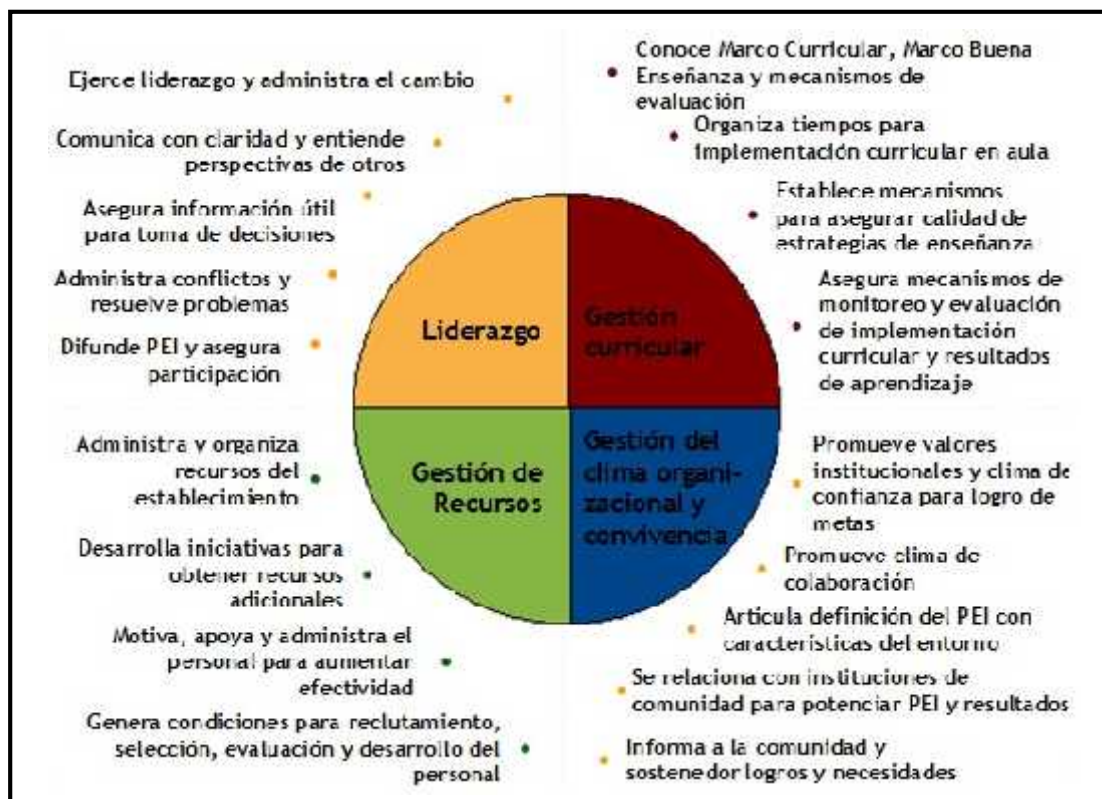 Ejerce liderazgo y administra el cambio
Comunica con claridad y entiende
perspectivas de otros
Asegura información útil
para toma de decisiones
Administra conflictos y
resuelve problemas
Difunde PEI y asegura
participación
Conoce Marco Curricular, Marco Buena
Enseñanza y mecanismos de
evaluación
Organiza tiempos para
implementación curricular en aula
Establece mecanismos
para asegurar calidad de
estrategias de enseñanza
Asegura mecanismos de
monitoreo y evaluación
de implementación
curricular y resultados
de aprendizaje
Liderazgo
Gestión
curricular
Gestión de
Recursos
Gestión del
clima organi-
zacional y
convivencia
Administra y organiza
recursos del
establecimiento
Desarrolla iniciativas para
obtener recursos
adicionales
Motiva, apoya y administra el
personal para aumentar
efectividad
Genera condiciones para reclutamiento,
selección, evaluación y desarrollo del
personal
Promueve valores
institucionales y clima de
confianza para logro de
metas
Promueve clima de
colaboración
Articula definición del PEI con
características del entorno
Se relaciona con instituciones de
comunidad para potenciar PEI y resultados
Informa a la comunidad y
sostenedor logros y necesidades